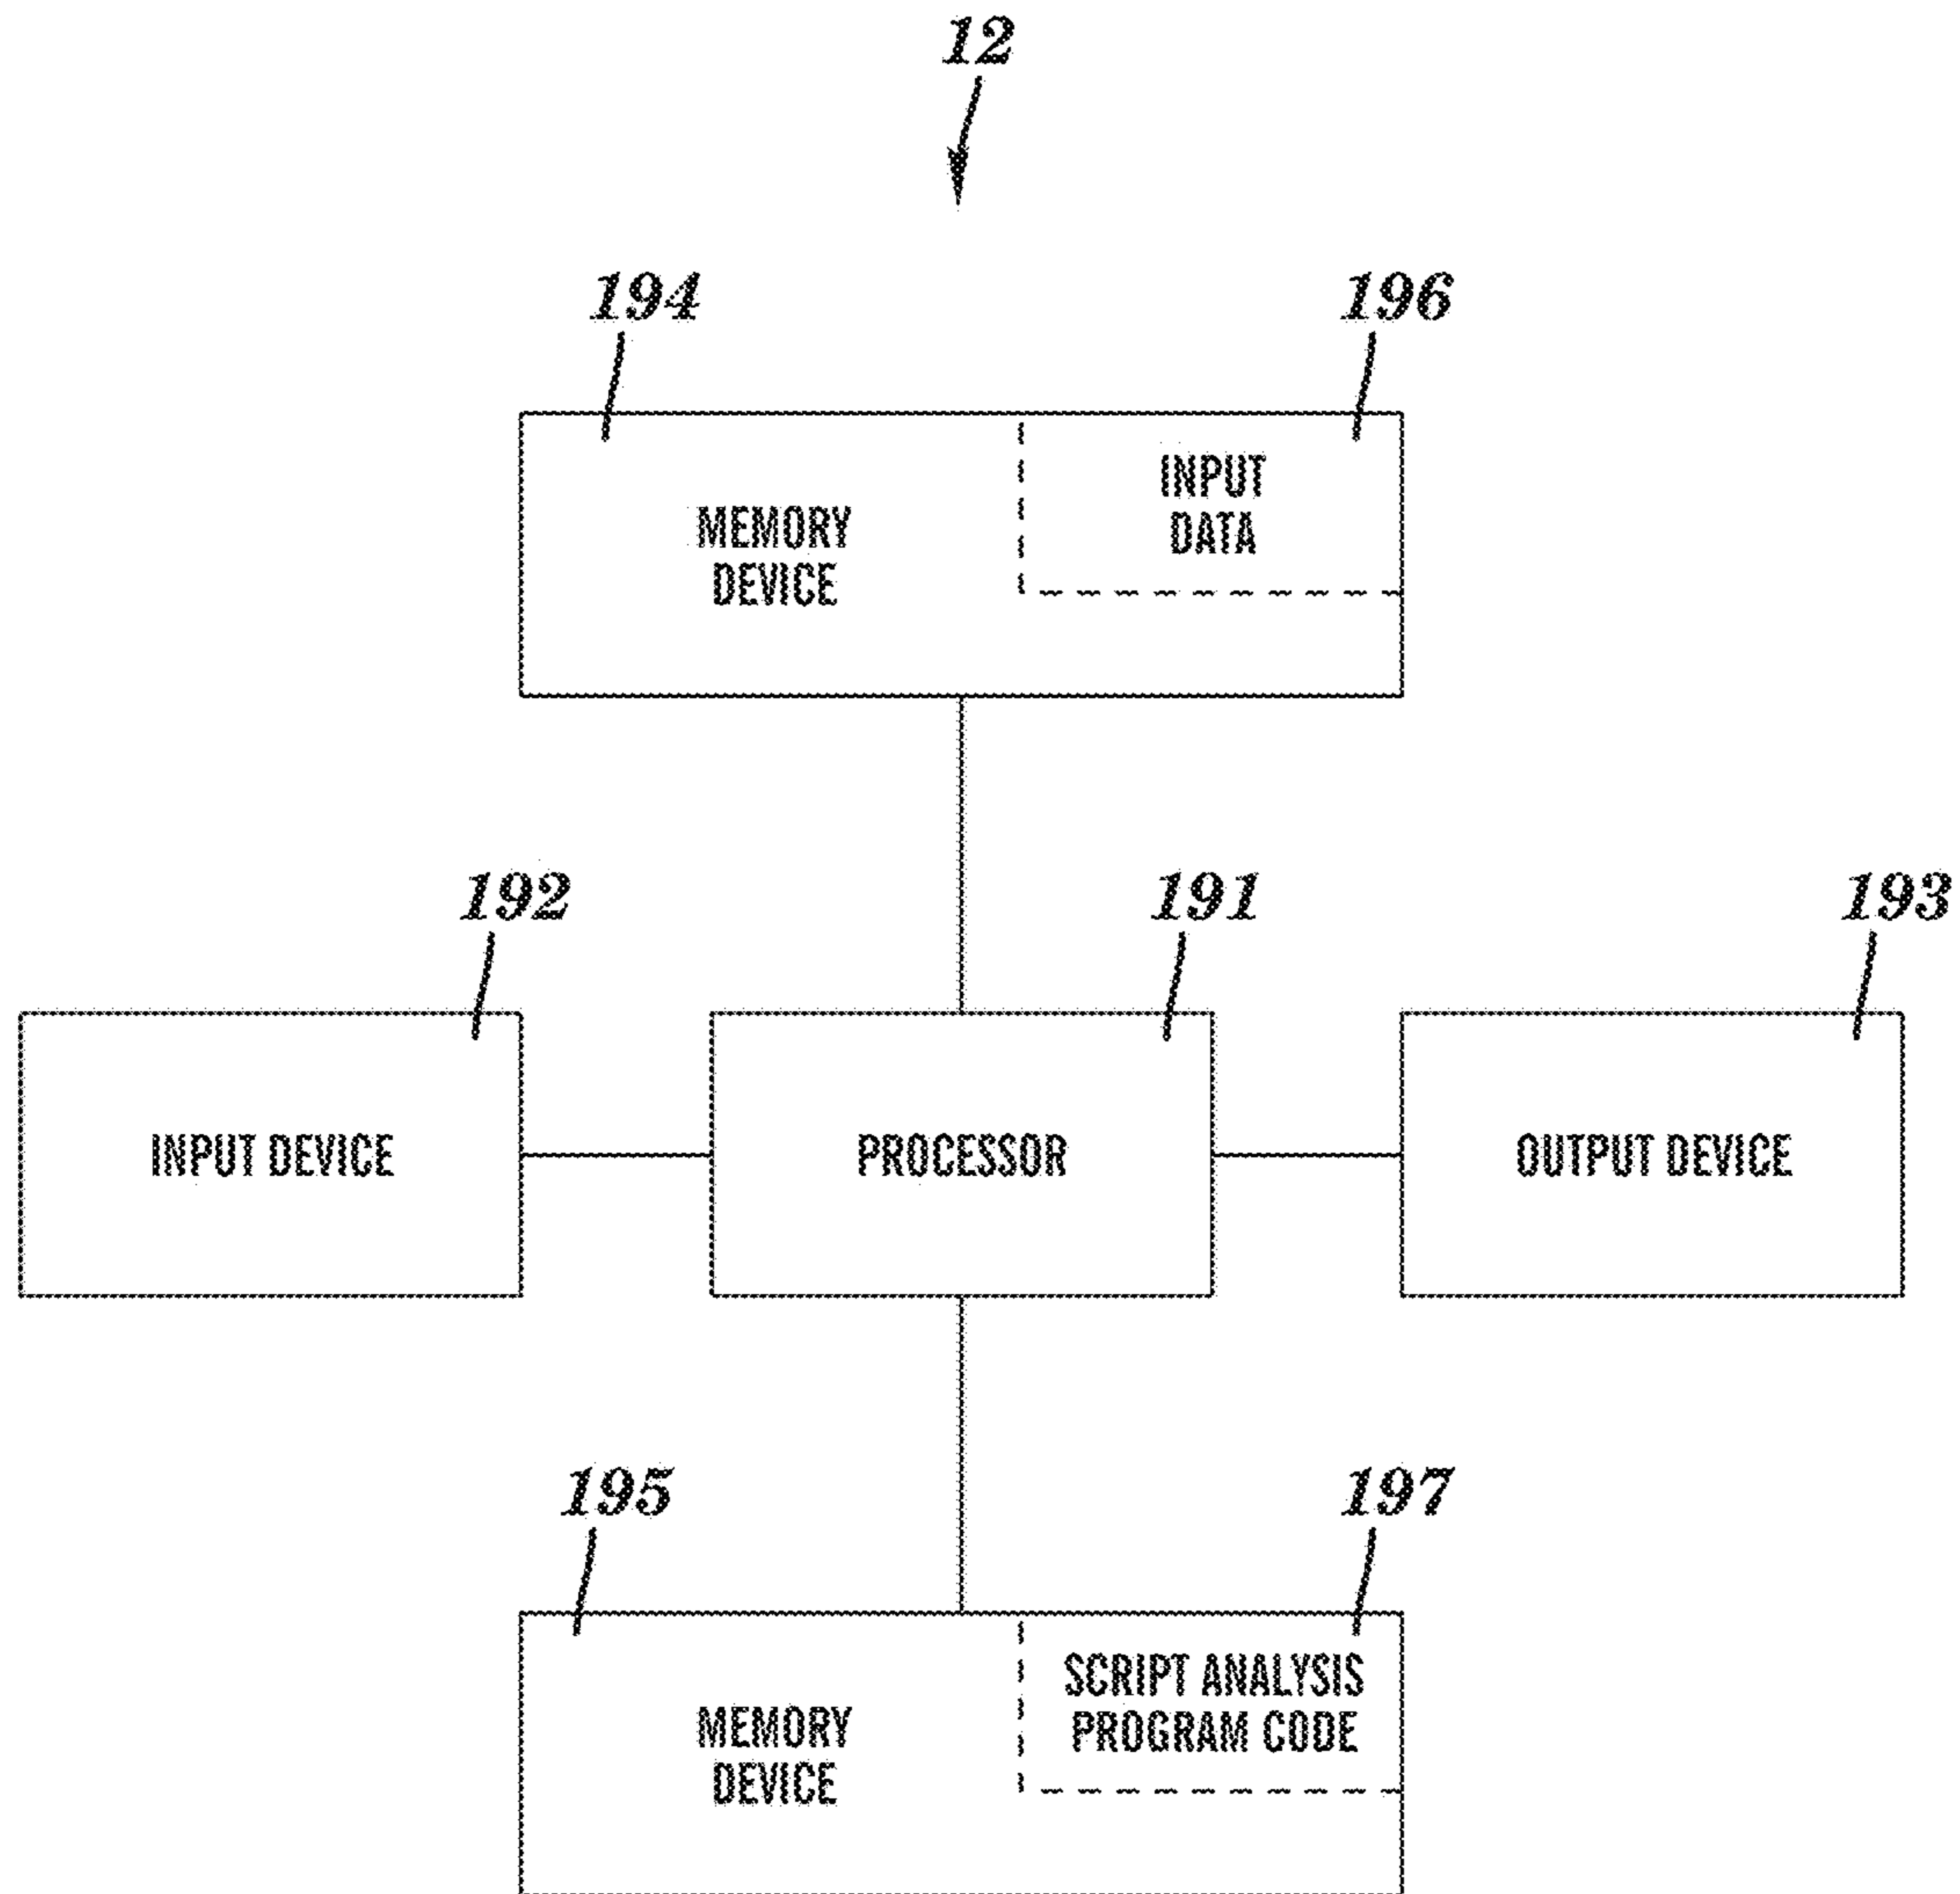 12
194
196
MEMORY
DEVICE
INPUT
DATA
192
191
193
INPUT DEVICE
PROCESSOR
OUTPUT DEVICE
195
197
MEMORY
DEVICE
SCRIPT ANALYSIS
PROGRAM CODE